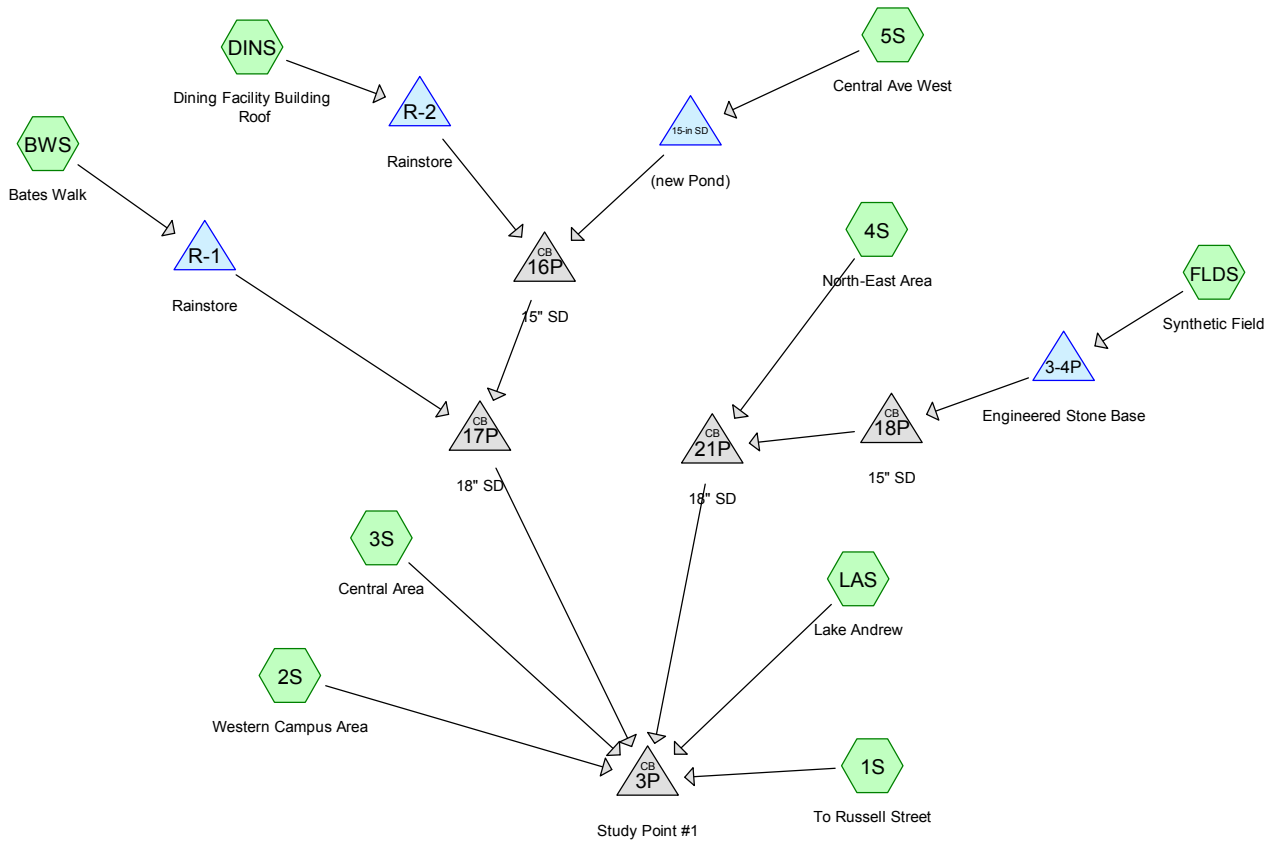 DINS
Dining Facility Building
Roof
5S
Central Ave West
R-2
Rainstore
15-in SD
(new Pond)
BWS
Bates Walk
R-1
Rainstore
CB
16P
15" SD
4S
North-East Area
FLDS
Synthetic Field
3-4P
Engineered Stone Base
CB
17P
18" SD
CB
21P
18" SD
CB
18P
15" SD
3S
Central Area
LAS
Lake Andrew
2S
Western Campus Area
CB
3P
Study Point #1
1S
To Russell Street